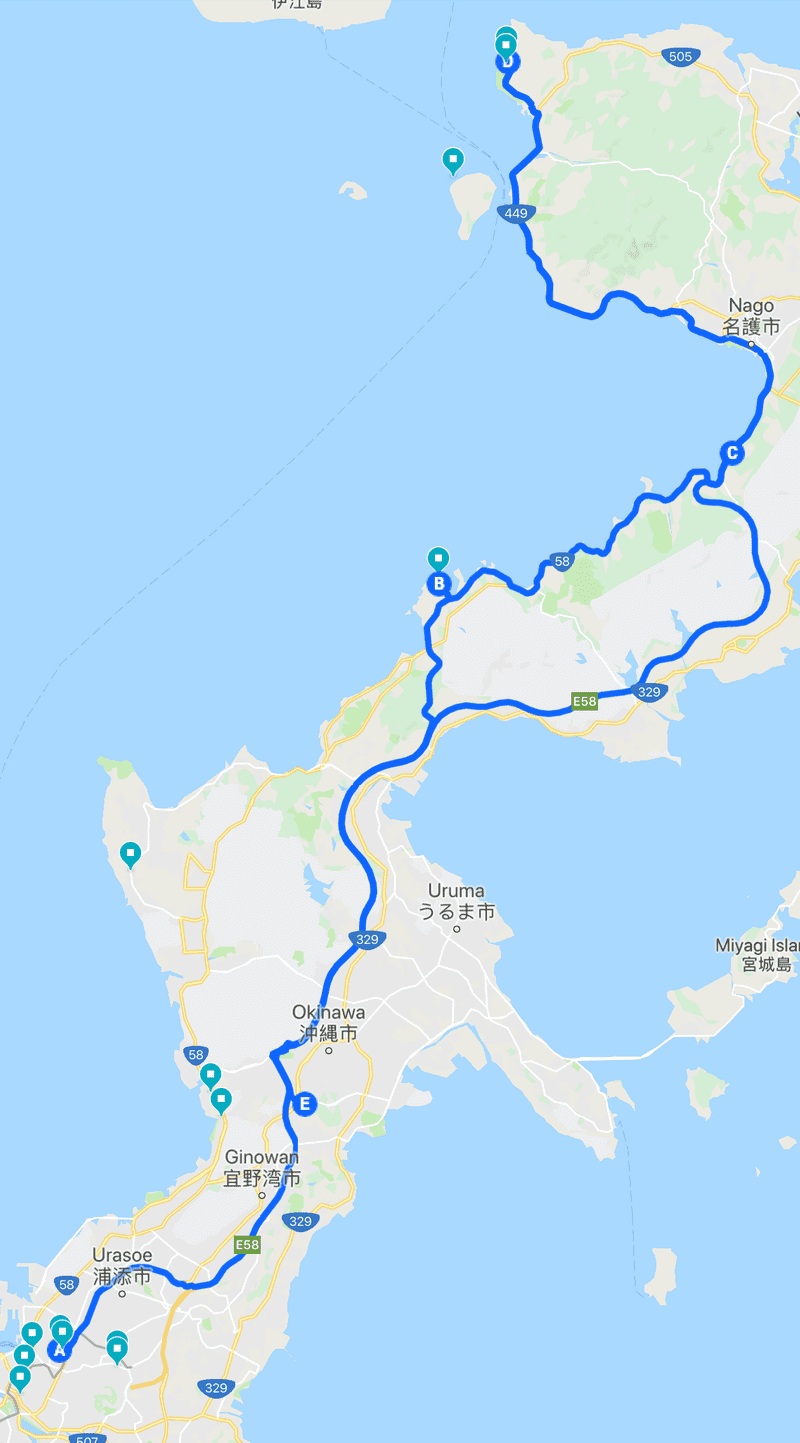 伊江島
505
D
449
Nago
名護市
C
B
58
329
E58
Uruma
うるま市
329
Miyagi Islan
宮城島
Okinawa
沖縄市
58
E
Ginowan
宜野湾市
329
E58
Urasoe
浦添市
58
A
329
507